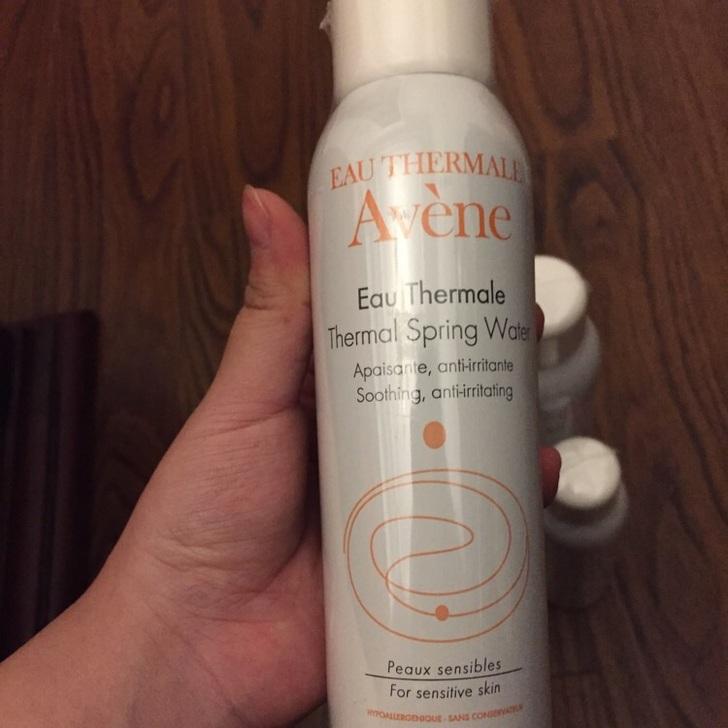 EAU THERMALE
Avène
Eau Thermale
Thermal Spring Water
Apaisante, anti-irritante
Soothing, anti-irritating
Peaux sensibles
For sensitive skin
HYPOALLERGENIQUE - SANS CONSERVATEUR